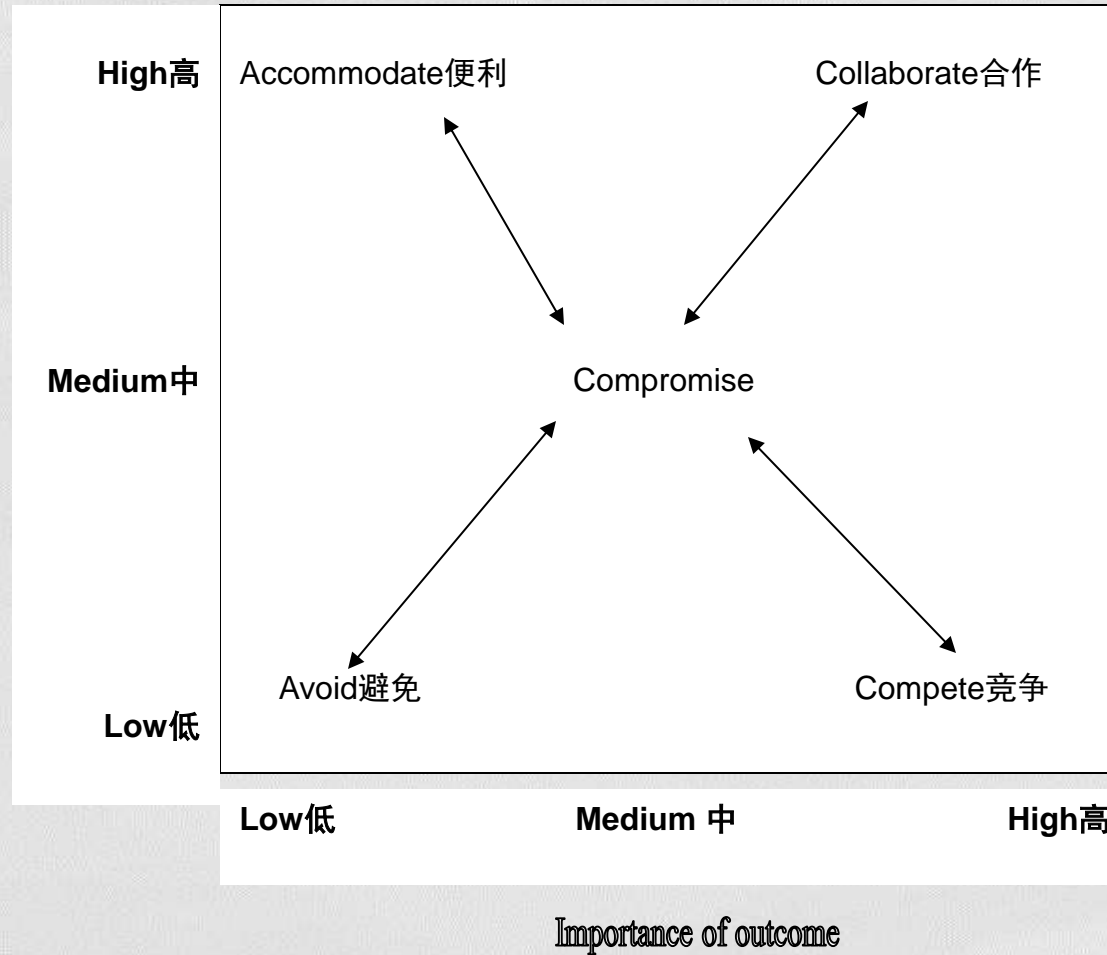 High高
Accommodate便利
Collaborate合作
Medium中
Compromise
Avoid避免
Compete竞争
Low低
Low低
Medium 中
High高
Importance of outcome